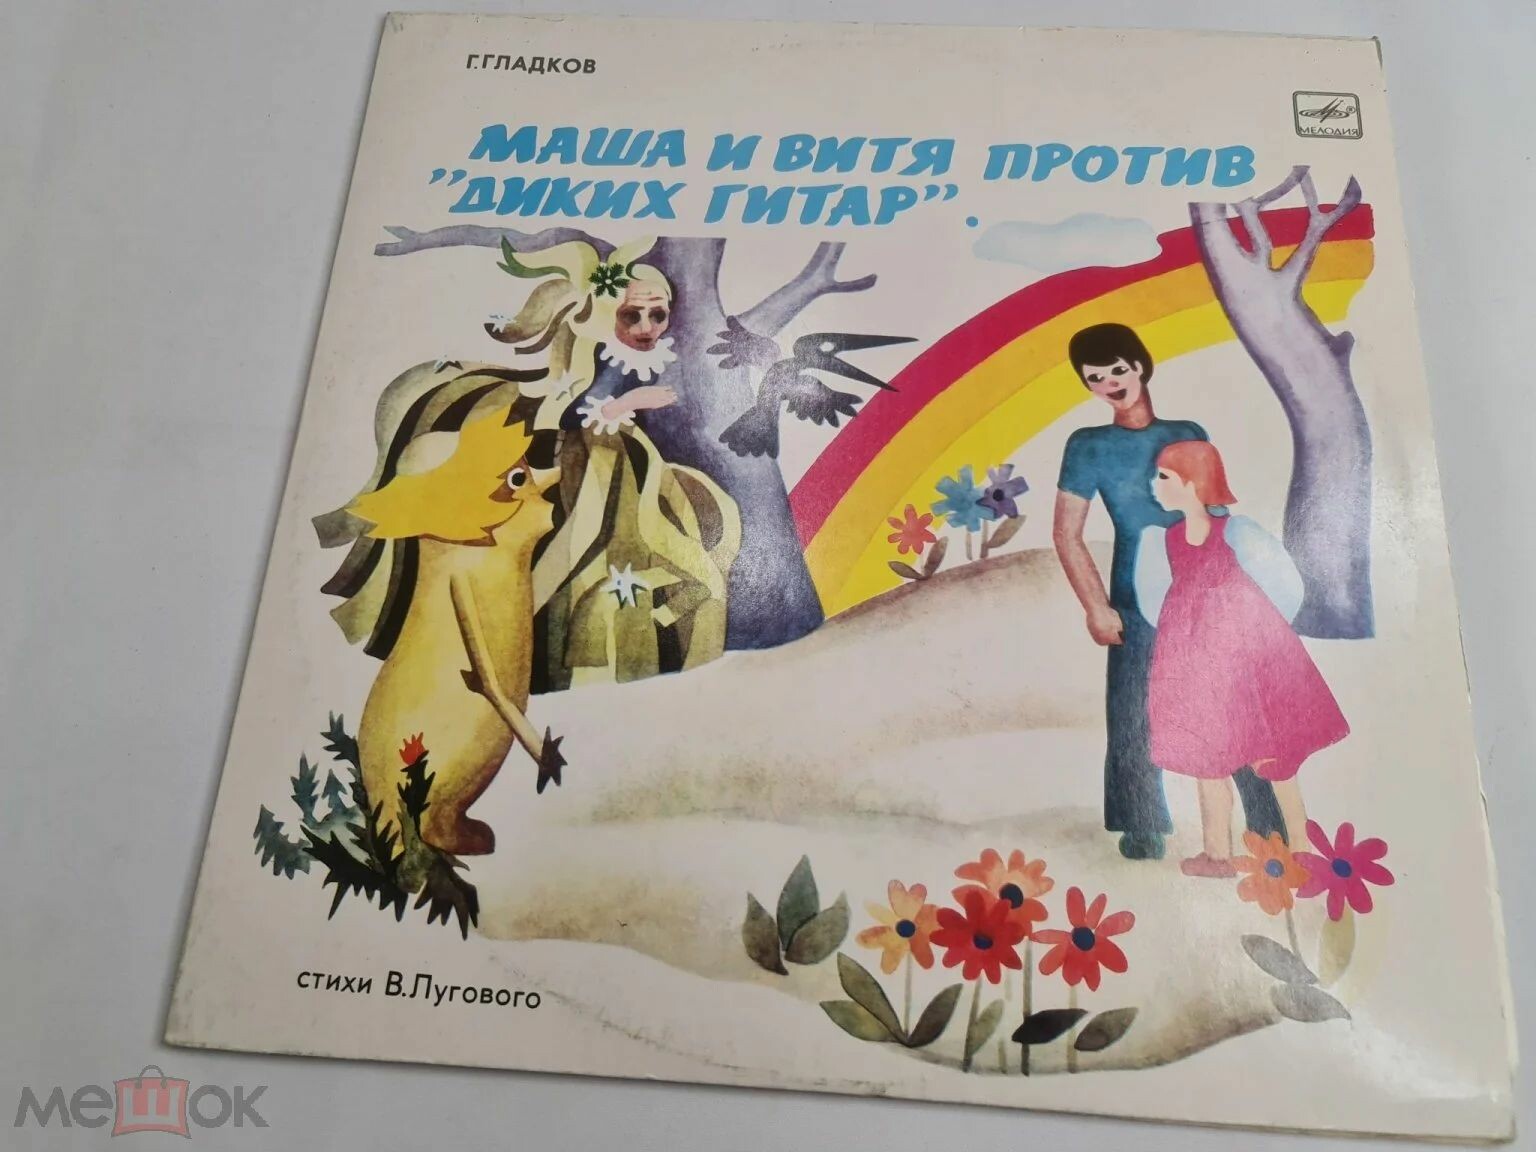 Г.ГЛАДКОВ
МЕЛОДИЯ
МАША И ВИТЯ ПРОТИВ
"ДИКИХ ГИТАР".
стихи В.Лугового
мешок